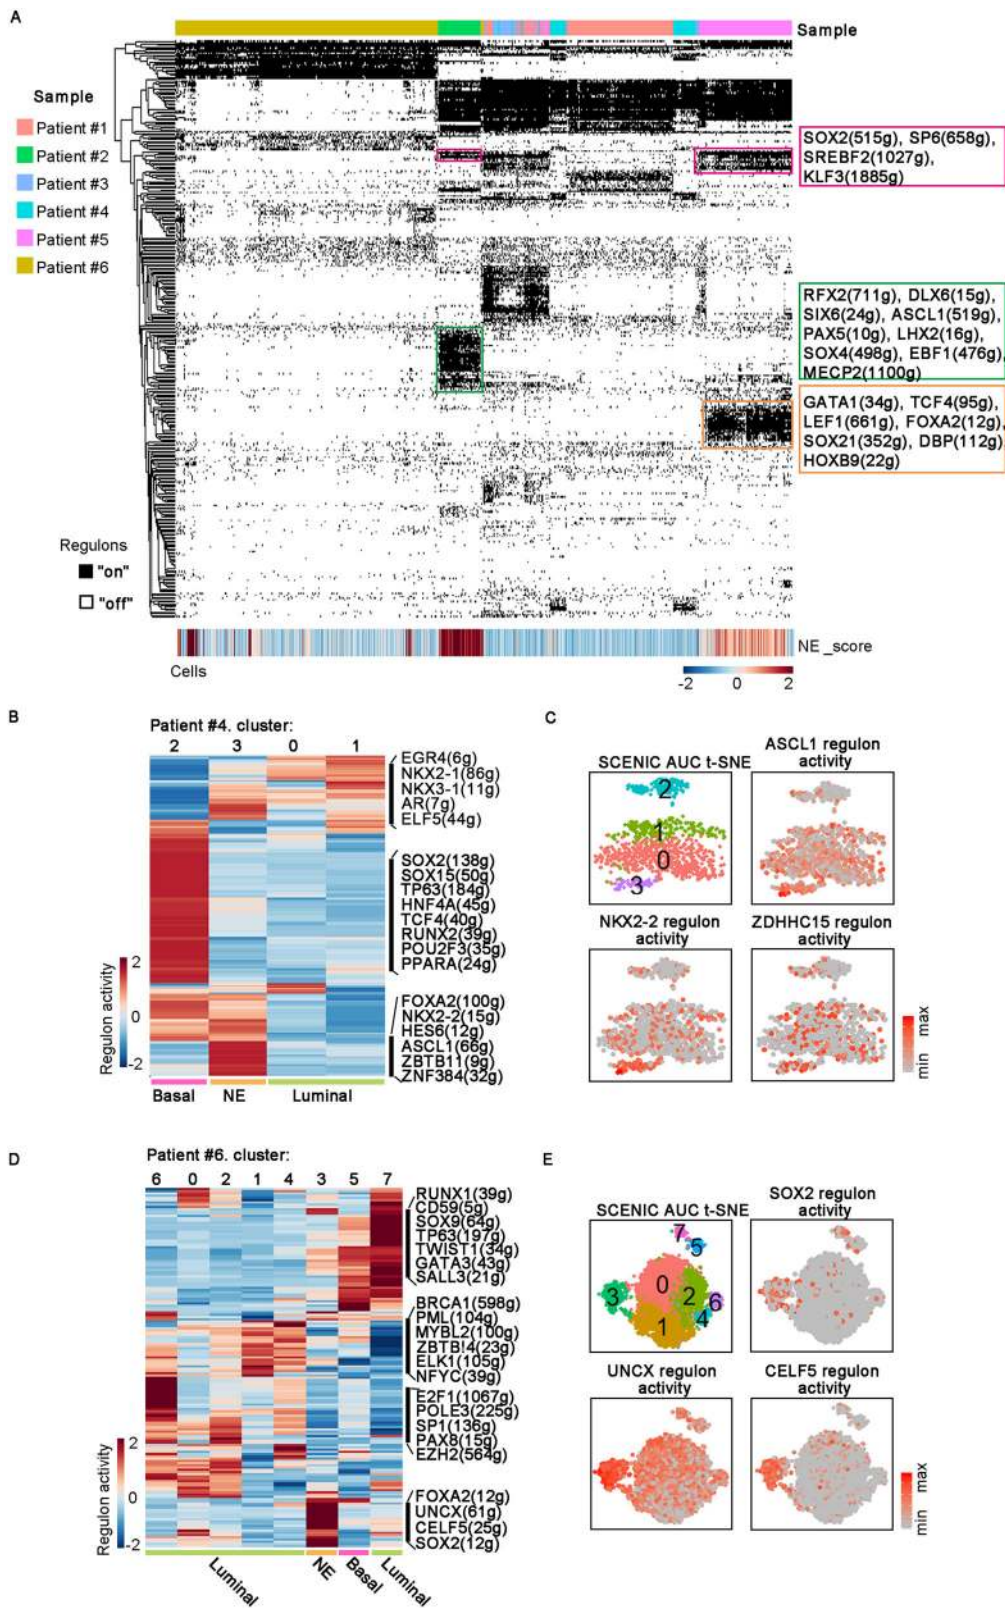 A
Sample
Sample
Patient #1
Patient #2
Patient #3
Patient #4
Patient #5
Patient #6
SOX2(515g), SP6(658g),
SREBF2(1027g),
KLF3(1885g)
RFX2(711g), DLX6(15g),
SIX6(24g), ASCL1(519g),
PAX5(10g), LHX2(16g),
SOX4(498g), EBF1(476g),
MECP2(1100g)
GATA1(34g), TCF4(95g),
LEF1(661g), FOXA2(12g),
SOX21(352g), DBP(112g)
HOXB9(22g)
Regulons
"on"
"off"
NE_score
Cells
-2 0 2
B
Patient #4. cluster:
2 3 0 1
EGR4(6g)
NKX2-1(86g)
NKX3-1(11g)
AR(7g)
ELF5(44g)
SOX2(138g)
SOX15(50g)
TP63(184g)
HNF4A(45g)
TCF4(40g)
RUNX2(39g)
POU2F3(35g)
PPARA(24g)
FOXA2(100g)
NKX2-2(15g)
HES6(12g)
ASCL1(66g)
ZBTB11(9g)
ZNF384(32g)
Regulon activity
2
0
-2
Basal NE Luminal
C
SCENIC AUC t-SNE
2
1
0
3
ASCL1 regulon
activity
NKX2-2 regulon
activity
ZDHHC15 regulon
activity
max
min
D
Patient #6. cluster:
6 0 2 1 4 3 5 7
RUNX1(39g)
CD59(5g)
SOX9(64g)
TP63(197g)
TWIST1(34g)
GATA3(43g)
SALL3(21g)
BRCA1(598g)
PML(104g)
MYBL2(100g)
ZBTB!4(23g)
ELK1(105g)
NFYC(39g)
E2F1(1067g)
POLE3(225g)
SP1(136g)
PAX8(15g)
EZH2(564g)
FOXA2(12g)
UNCX(61g)
CELF5(25g)
SOX2(12g)
Regulon activity
2
0
-2
Luminal
NE
Basal
Luminal
E
SCENIC AUC t-SNE
7
5
0
3
2
6
4
1
SOX2 regulon
activity
UNCX regulon
activity
CELF5 regulon
activity
max
min